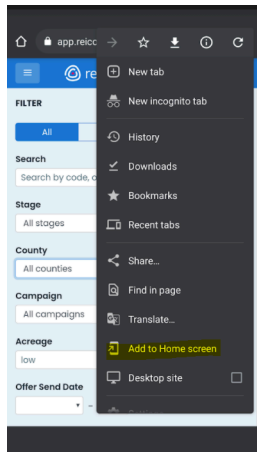 app.reicc
re
New tab
FILTER
New incognito tab
All
History
Search
Downloads
Search by code, o
Bookmarks
Stage
Recent tabs
All stages
County
Share...
All counties
Find in page
Campaign
Translate...
All campaigns
Acreage
Add to Home screen
low
Desktop site
Offer Send Date
-